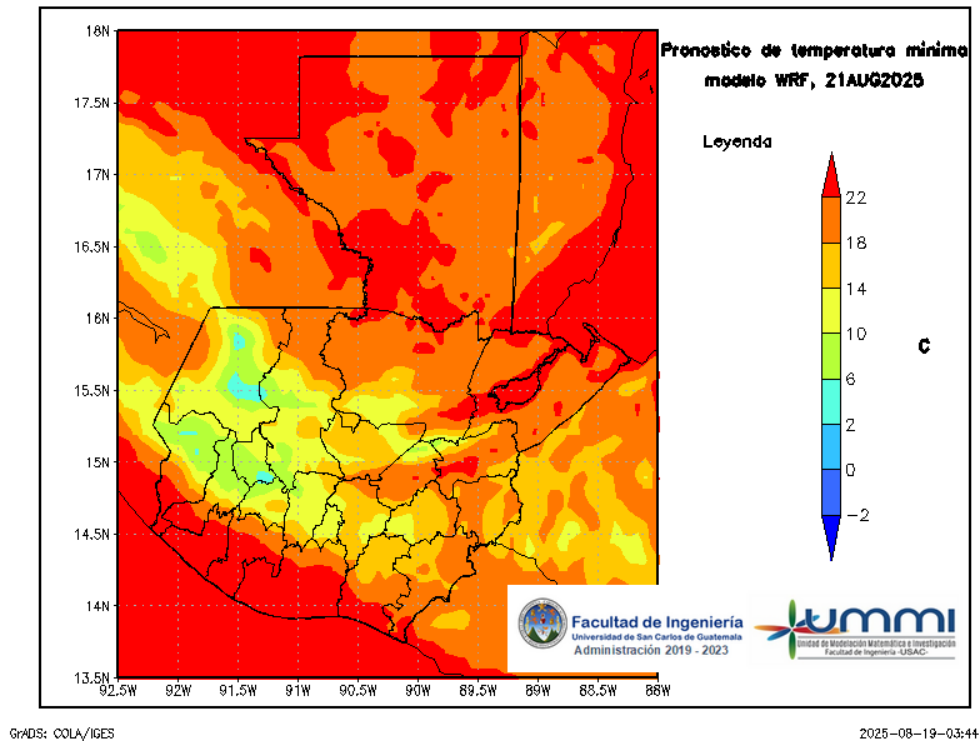 Pronostico de temperatura minima
modelo WRF, 21AUG2025
Leyenda
22
18
14
10
6
2
0
-2
C
18N
17.5N
17N
16.5N
16N
15.5N
15N
14.5N
14N
13.5N
92.5W 92W 91.5W 91W 90.5W 90W 89.5W 89W 88.5W 88W
Facultad de Ingeniería
Universidad de San Carlos de Guatemala
Administración 2019 - 2023
ummi
Unidad de Modelación Matemática e Investigación
Facultad de Ingeniería -USAC-
GrADS: COLA/IGES
2025-08-19-03:44